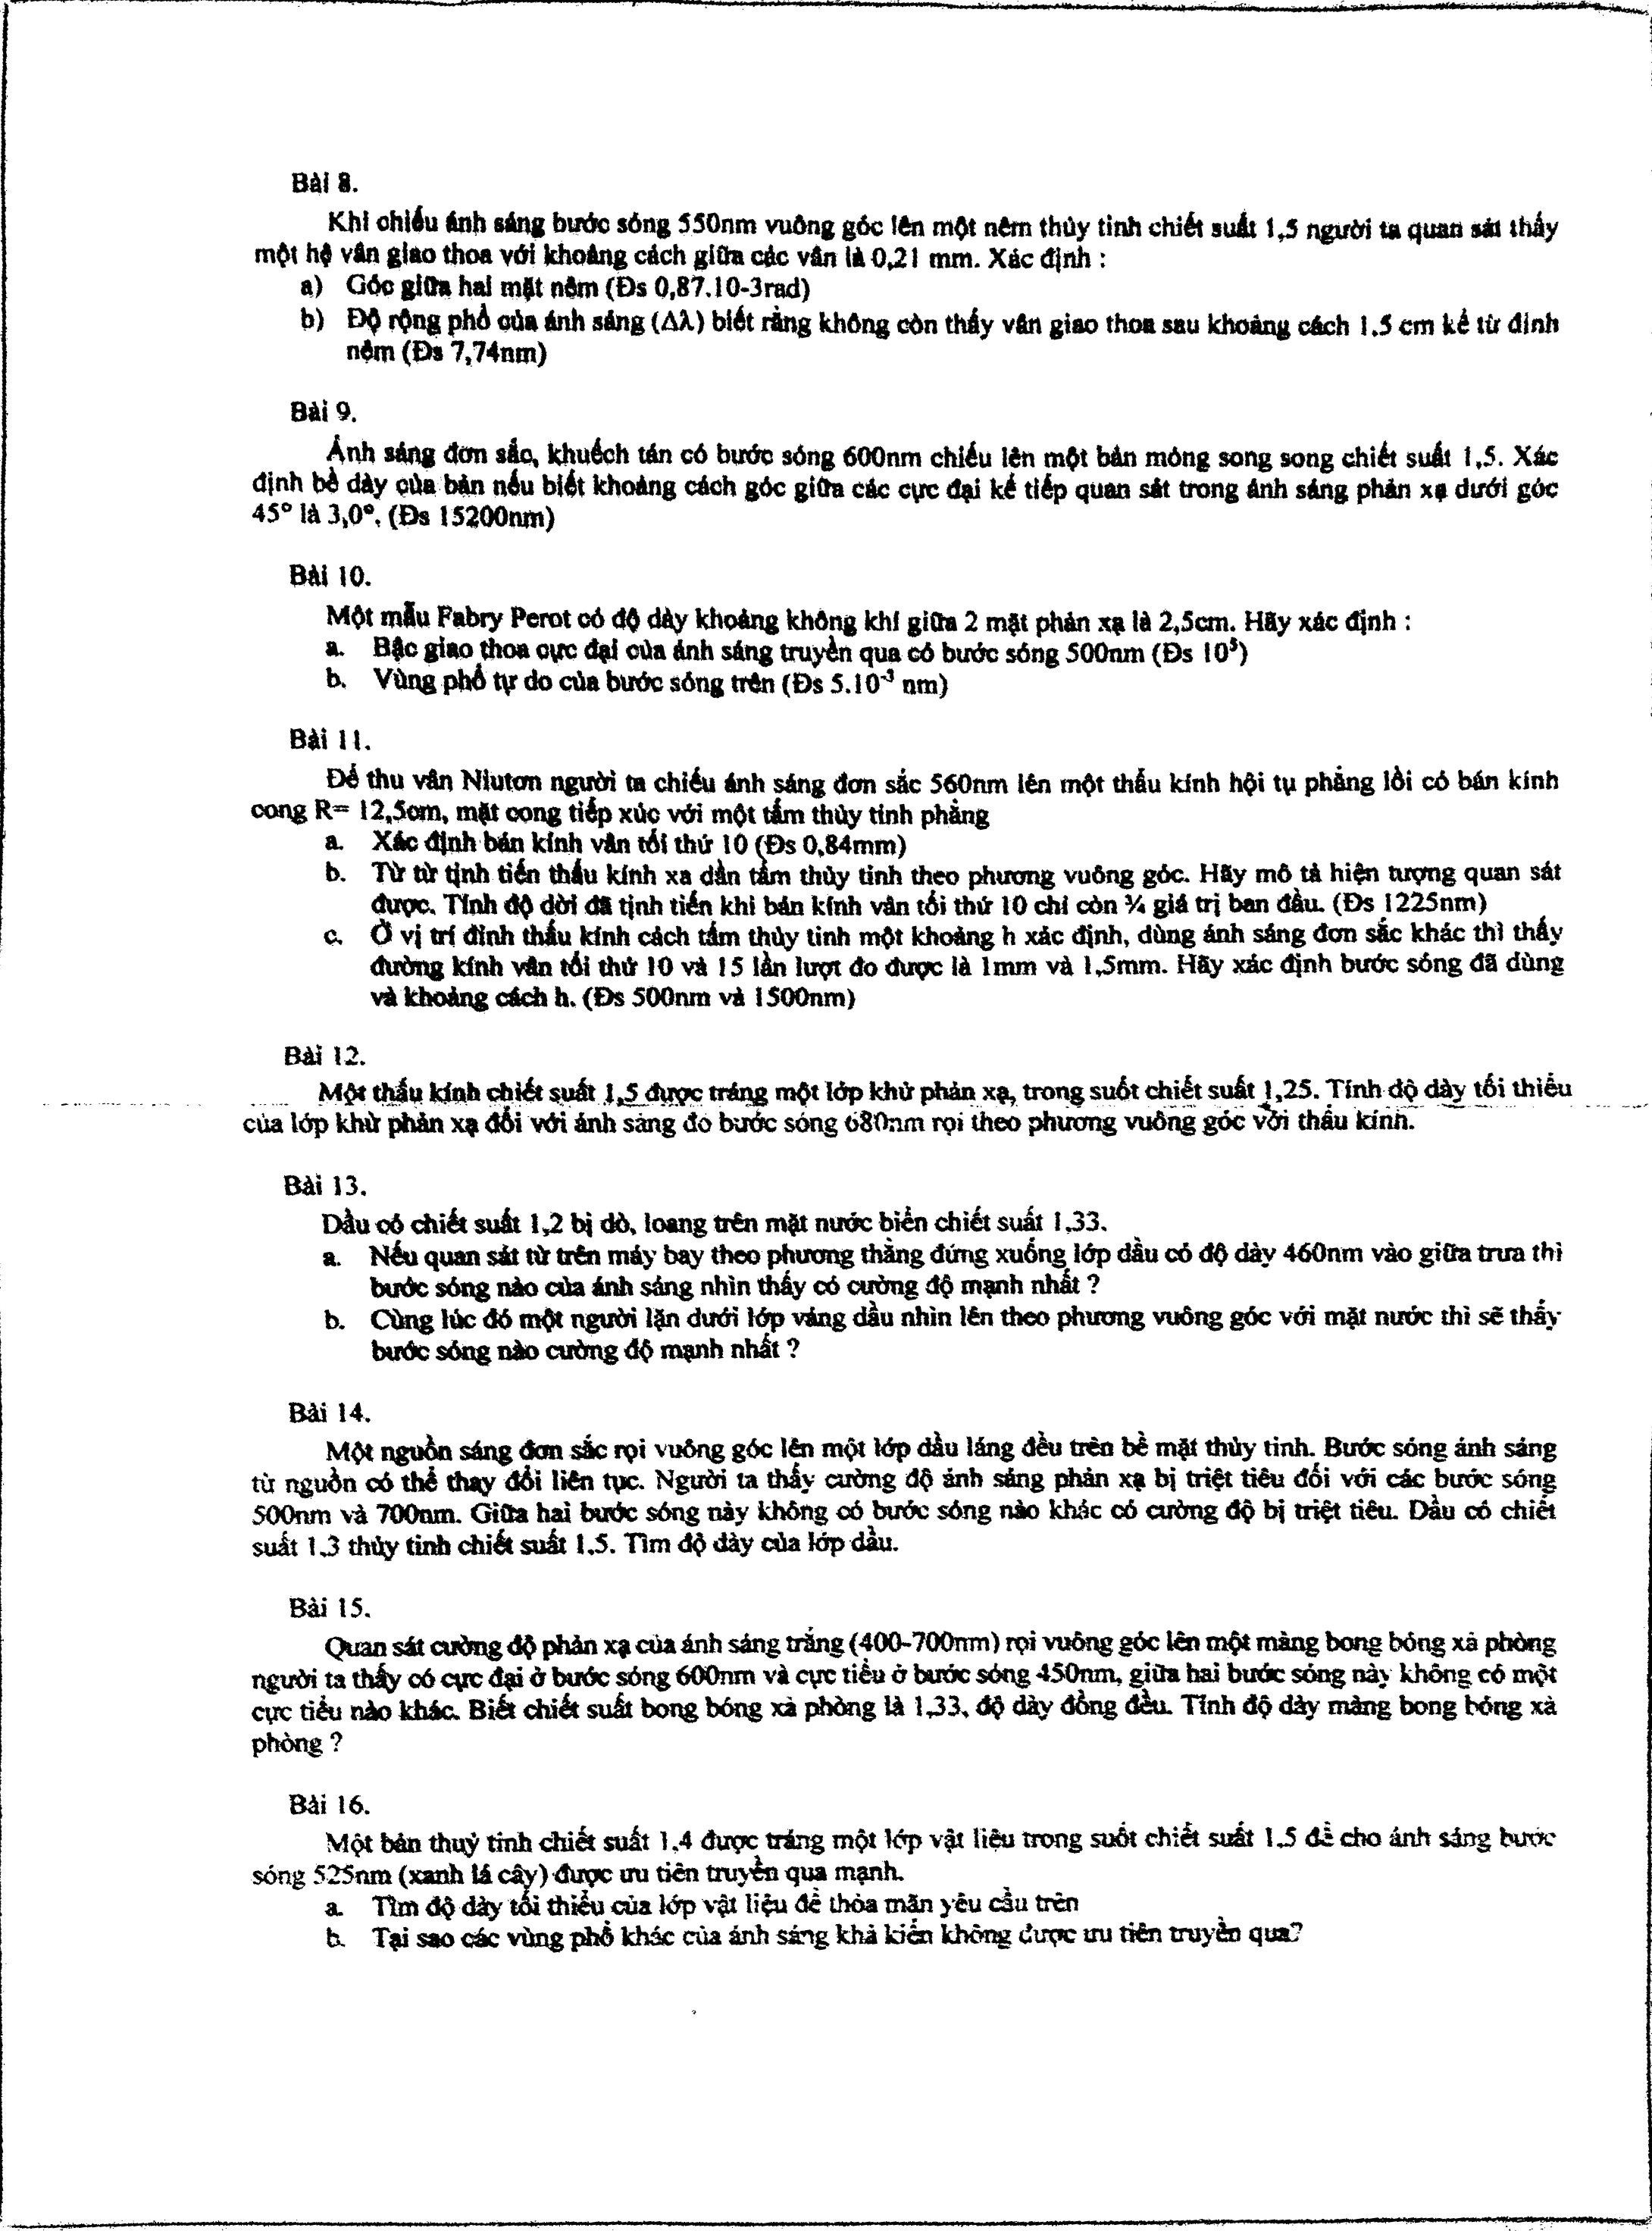 Bài 8.
Khi chiếu ánh sáng bước sóng 550nm vuông góc lên một nêm thủy tinh chiết suất 1,5 người ta quan sát thấy
một hệ vân giao thoa với khoảng cách giữa các vân là 0,21 mm. Xác định :
a) Góc giữa hai mặt nêm (Đs 0,87.10-3rad)
b) Độ rộng phổ của ánh sáng (Δλ) biết rằng không còn thấy vân giao thoa sau khoảng cách 1,5 cm kể từ đỉnh
nêm (Đs 7,74nm)
Bài 9.
Ánh sáng đơn sắc, khuếch tán có bước sóng 600nm chiếu lên một bản mỏng song song chiết suất 1,5. Xác
định bề dày của bản nếu biết khoảng cách góc giữa các cực đại kế tiếp quan sát trong ánh sáng phản xạ dưới góc
45° là 3,0°. (Đs 15200nm)
Bài 10.
Một mẫu Fabry Perot có độ dày khoảng không khí giữa 2 mặt phản xạ là 2,5cm. Hãy xác định :
a. Bậc giao thoa cực đại của ánh sáng truyền qua có bước sóng 500nm (Đs 10⁵)
b. Vùng phổ tự do của bước sóng trên (Đs 5.10⁻³ nm)
Bài 11.
Để thu vân Niutơn người ta chiếu ánh sáng đơn sắc 560nm lên một thấu kính hội tụ phẳng lồi có bán kính
cong R= 12,5cm, mặt cong tiếp xúc với một tấm thủy tinh phẳng
a. Xác định bán kính vân tối thứ 10 (Đs 0,84mm)
b. Từ từ tịnh tiến thấu kính xa dần tấm thủy tinh theo phương vuông góc. Hãy mô tả hiện tượng quan sát
được. Tính độ dời đã tịnh tiến khi bán kính vân tối thứ 10 chỉ còn ¾ giá trị ban đầu. (Đs 1225nm)
c. Ở vị trí đỉnh thấu kính cách tấm thủy tinh một khoảng h xác định, dùng ánh sáng đơn sắc khác thì thấy
đường kính vân tối thứ 10 và 15 lần lượt đo được là 1mm và 1,5mm. Hãy xác định bước sóng đã dùng
và khoảng cách h. (Đs 500nm và 1500nm)
Bài 12.
Một thấu kính chiết suất 1,5 được tráng một lớp khử phản xạ, trong suốt chiết suất 1,25. Tính độ dày tối thiểu
của lớp khử phản xạ đối với ánh sáng đỏ bước sóng 680nm rọi theo phương vuông góc với thấu kính.
Bài 13.
Dầu có chiết suất 1,2 bị dò, loang trên mặt nước biển chiết suất 1,33.
a. Nếu quan sát từ trên máy bay theo phương thẳng đứng xuống lớp dầu có độ dày 460nm vào giữa trưa thì
bước sóng nào của ánh sáng nhìn thấy có cường độ mạnh nhất ?
b. Cùng lúc đó một người lặn dưới lớp váng dầu nhìn lên theo phương vuông góc với mặt nước thì sẽ thấy
bước sóng nào cường độ mạnh nhất ?
Bài 14.
Một nguồn sáng đơn sắc rọi vuông góc lên một lớp dầu láng đều trên bề mặt thủy tinh. Bước sóng ánh sáng
từ nguồn có thể thay đổi liên tục. Người ta thấy cường độ ánh sáng phản xạ bị triệt tiêu đối với các bước sóng
500nm và 700nm. Giữa hai bước sóng này không có bước sóng nào khác có cường độ bị triệt tiêu. Dầu có chiết
suất 1.3 thủy tinh chiết suất 1.5. Tìm độ dày của lớp dầu.
Bài 15.
Quan sát cường độ phản xạ của ánh sáng trắng (400-700nm) rọi vuông góc lên một màng bong bóng xà phòng
người ta thấy có cực đại ở bước sóng 600nm và cực tiểu ở bước sóng 450nm, giữa hai bước sóng này không có một
cực tiểu nào khác. Biết chiết suất bong bóng xà phòng là 1,33, độ dày đồng đều. Tính độ dày màng bong bóng xà
phòng ?
Bài 16.
Một bản thuỷ tinh chiết suất 1,4 được tráng một lớp vật liệu trong suốt chiết suất 1.5 để cho ánh sáng bước
sóng 525nm (xanh lá cây) được ưu tiên truyền qua mạnh.
a. Tìm độ dày tối thiểu của lớp vật liệu để thỏa mãn yêu cầu trên
b. Tại sao các vùng phổ khác của ánh sáng khả kiến không được ưu tiên truyền qua?